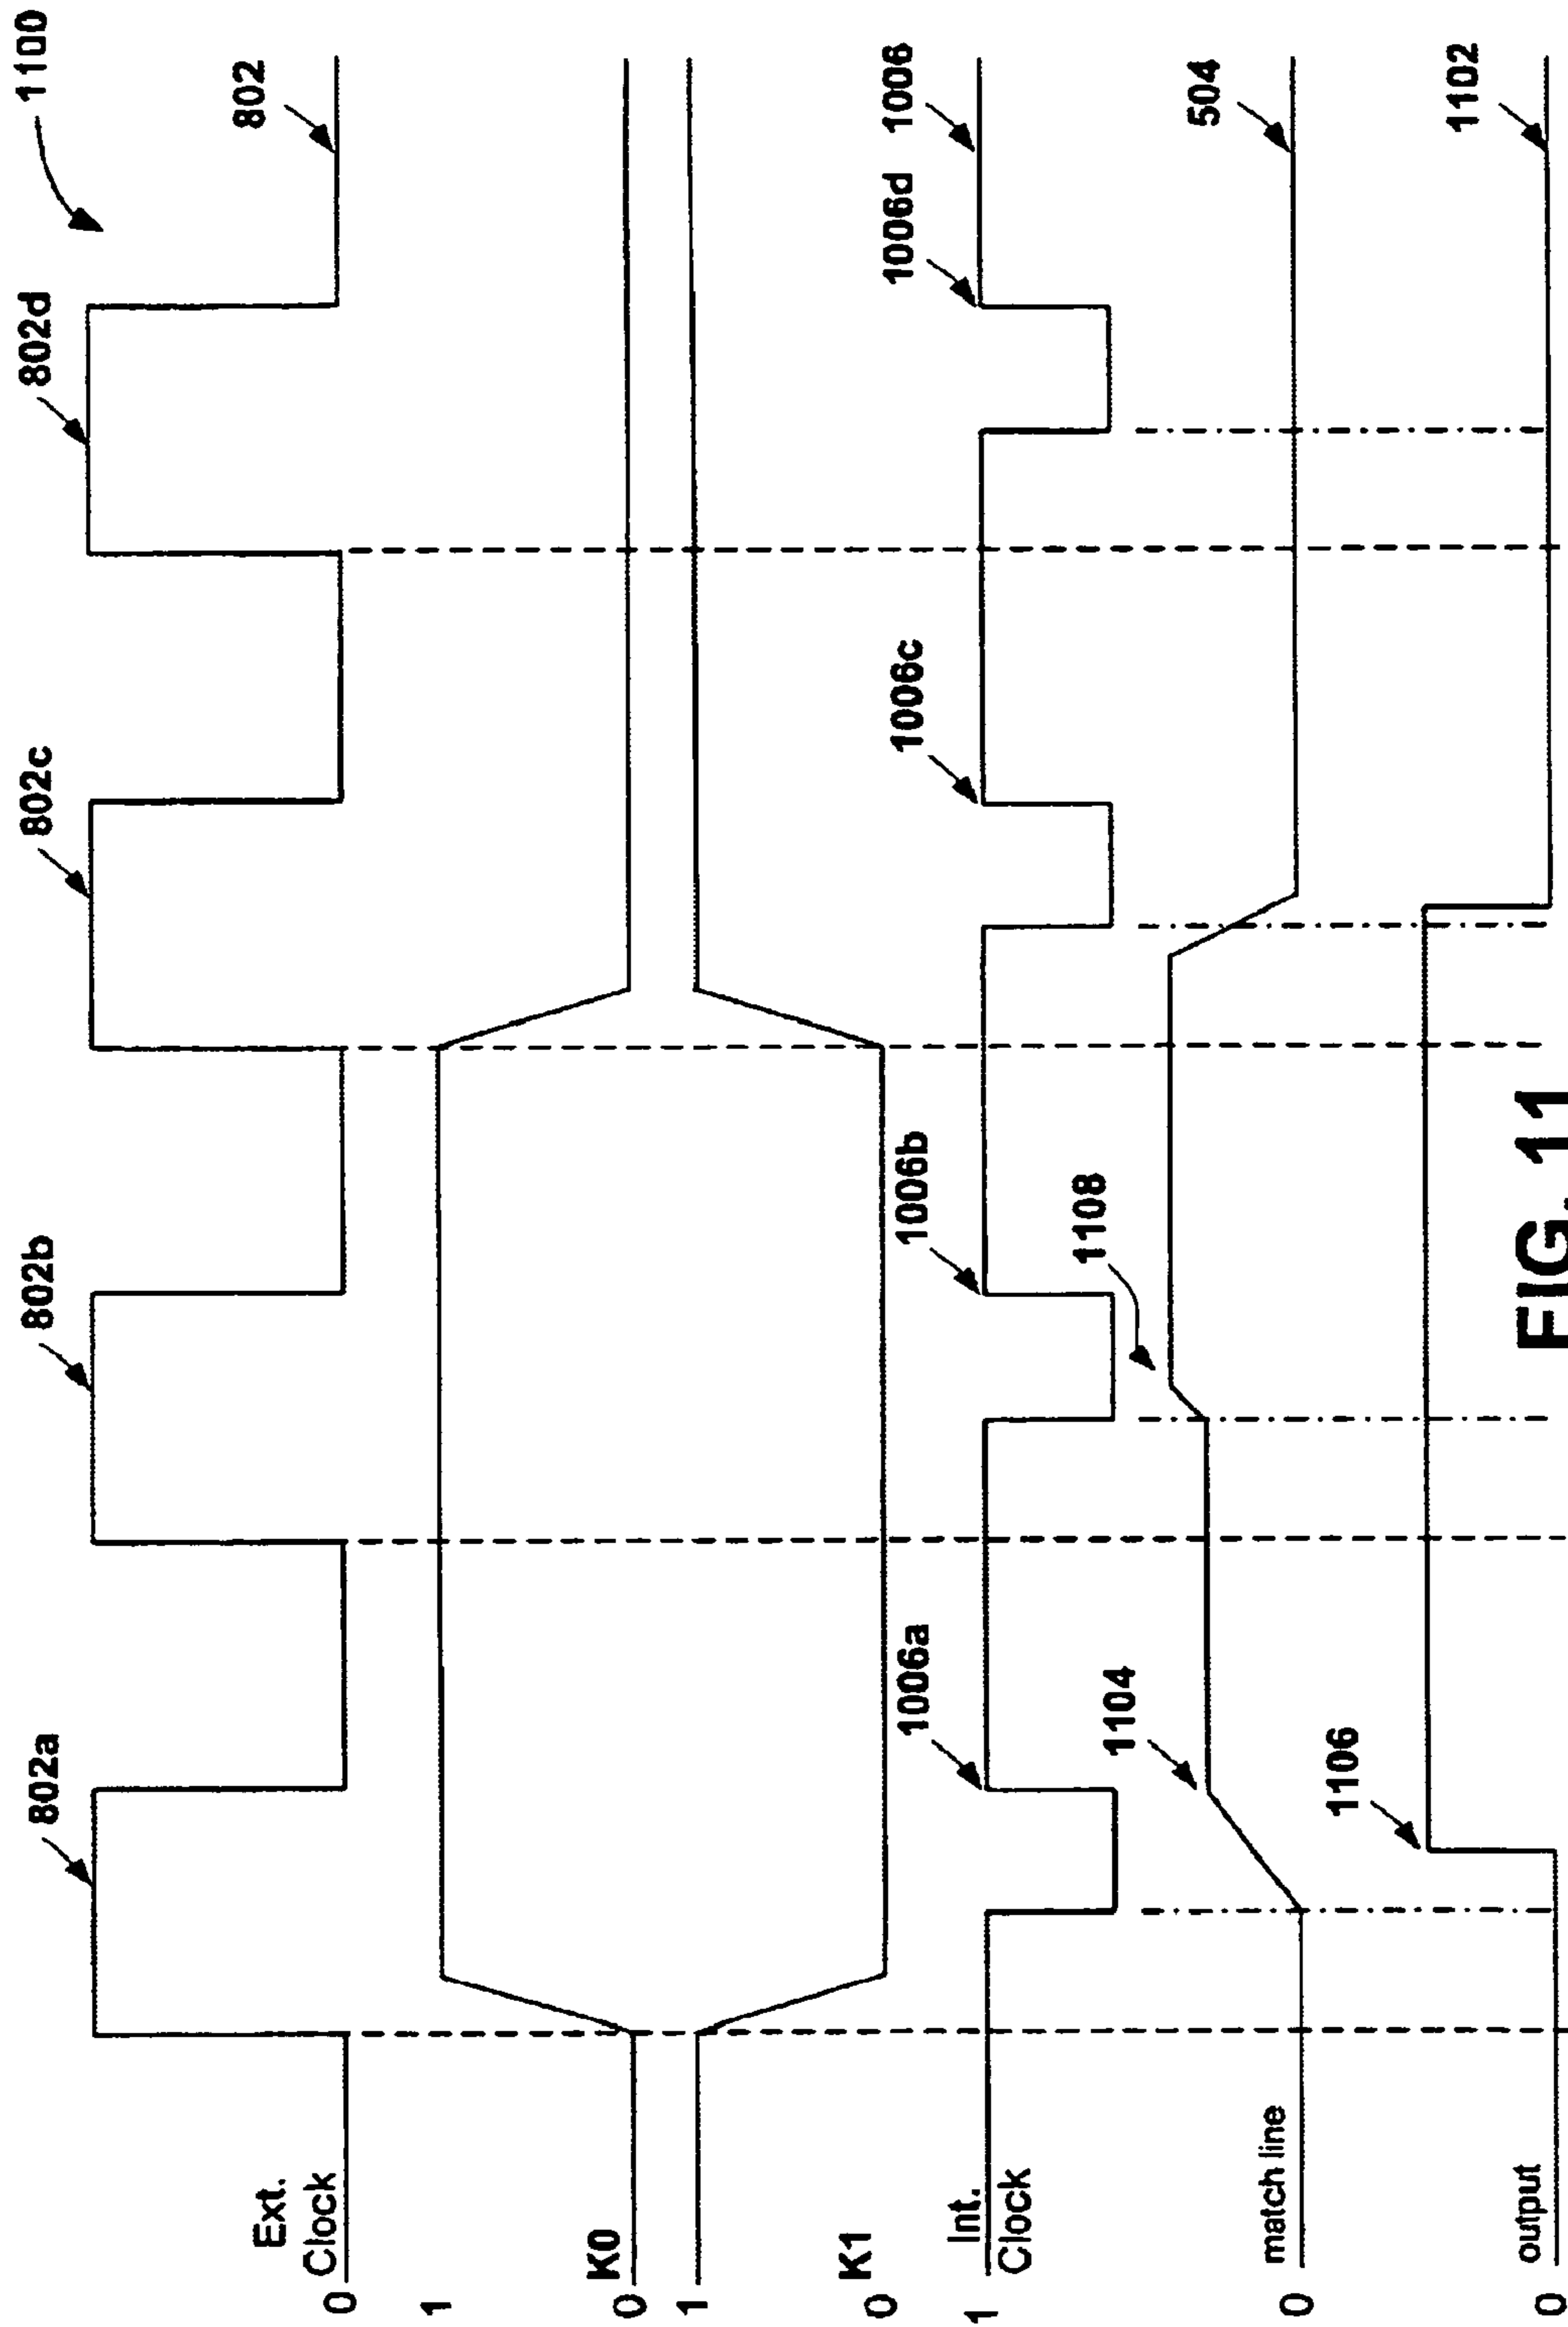 1100
802a
802b
802c
802d
802
Ext.
Clock
0
1
K0
0
1
K1
0
1006a
1006b
1006c
1006d
1006
1
Int.
Clock
1104
1108
504
match line
0
1106
1102
output
0
FIG. 11